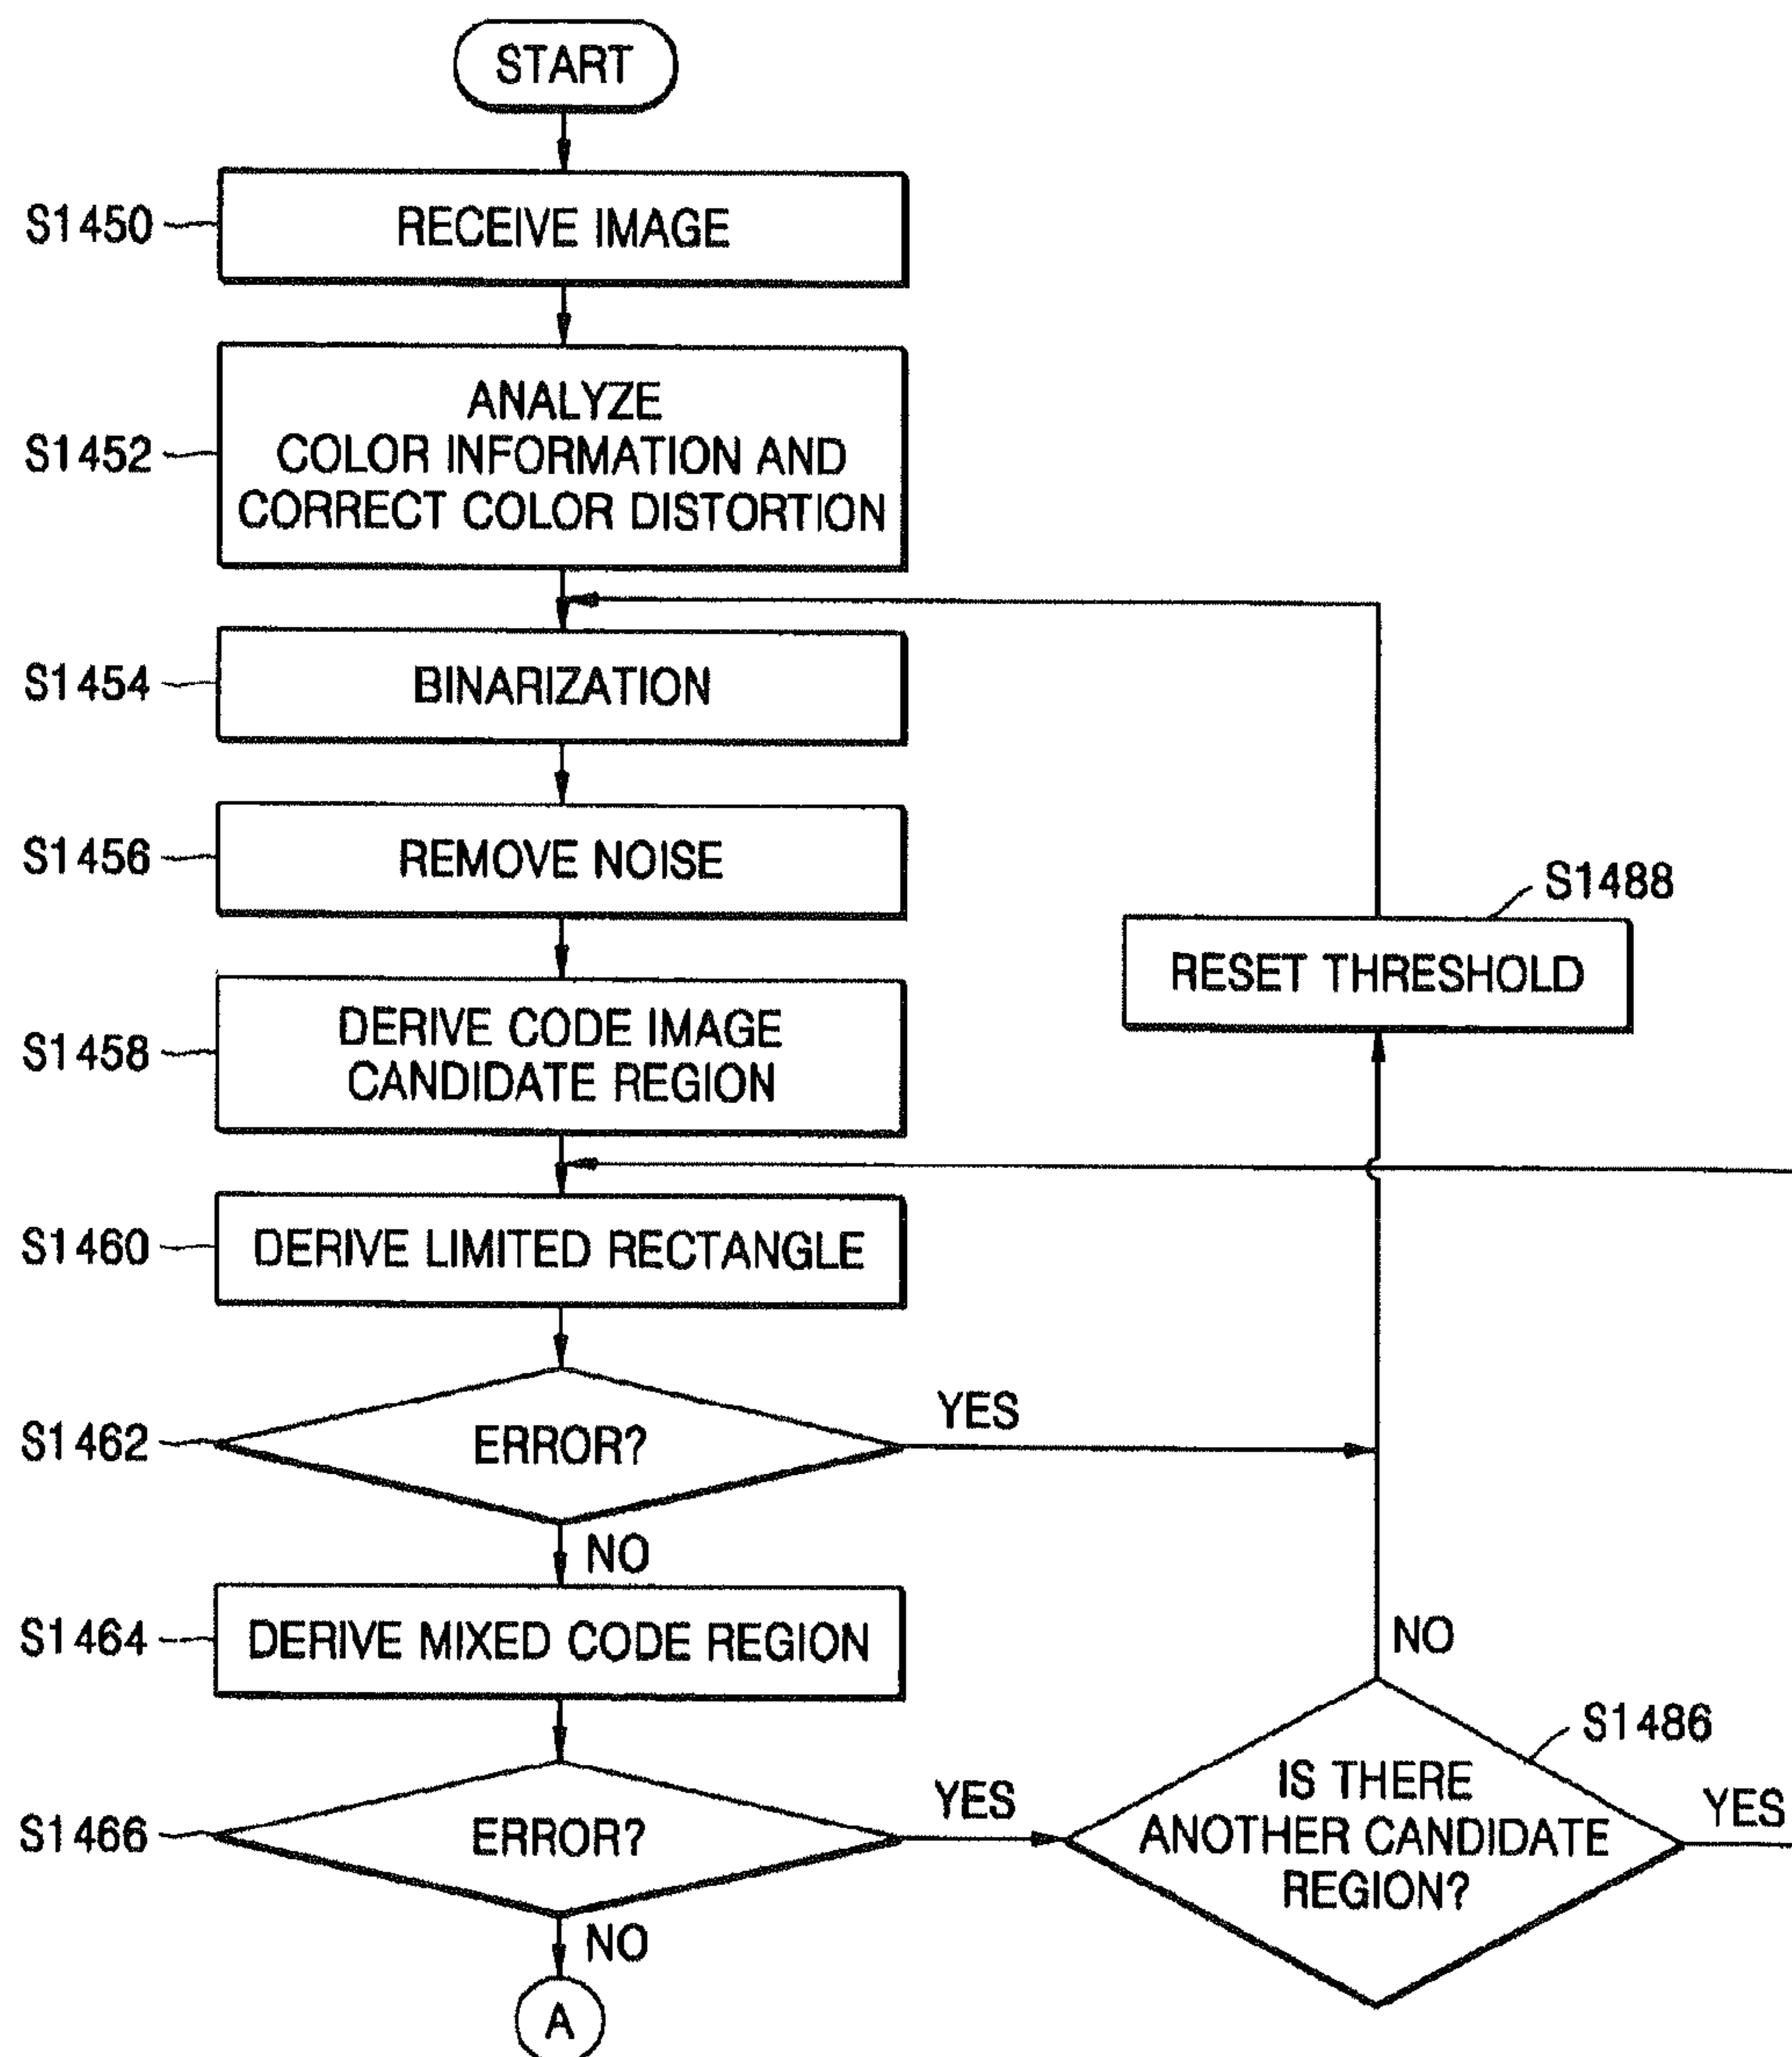 START
S1450
RECEIVE IMAGE
S1452
ANALYZE
COLOR INFORMATION AND
CORRECT COLOR DISTORTION
S1454
BINARIZATION
S1456
REMOVE NOISE
S1488
RESET THRESHOLD
S1458
DERIVE CODE IMAGE
CANDIDATE REGION
S1460
DERIVE LIMITED RECTANGLE
S1462
ERROR?
YES
NO
S1464
DERIVE MIXED CODE REGION
NO
S1486
S1466
ERROR?
YES
IS THERE
ANOTHER CANDIDATE
REGION?
YES
NO
A